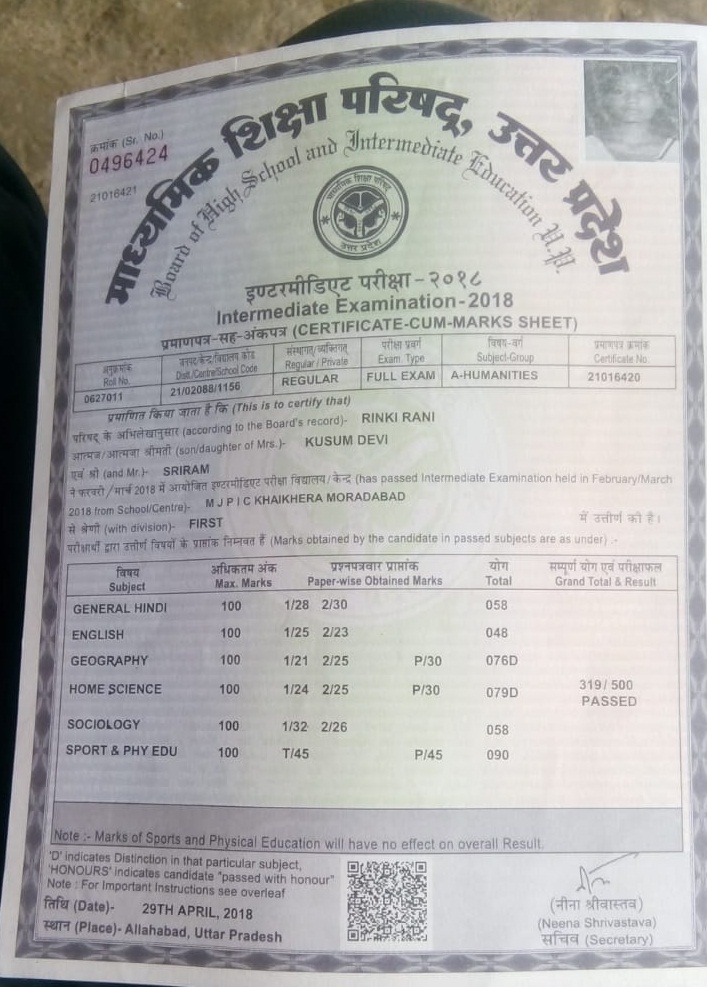 क्रमांक (Sr. No.)
0496424
21016421
माध्यमिक शिक्षा परिषद्, उत्तर प्रदेश
Board of High School and Intermediate Education U.P.
माध्यमिक शिक्षा परिषद्
उत्तर प्रदेश
इण्टरमीडिएट परीक्षा-२०१८
Intermediate Examination-2018
प्रमाणपत्र-सह-अंकपत्र (CERTIFICATE-CUM-MARKS SHEET)
अनुक्रमांक जनपद/केन्द्र/विद्यालय कोड संस्थागत/व्यक्तिगत परीक्षा प्रवर्ग विषय-वर्ग प्रमाणपत्र क्रमांक
Roll No. Dist./Centre/School Code Regular / Private Exam. Type Subject-Group Certificate No.
0627011 21/02088/1156 REGULAR FULL EXAM A-HUMANITIES 21016420
प्रमाणित किया जाता है कि (This is to certify that)
परिषद के अभिलेखानुसार (according to the Board's record)- RINKI RANI
आत्मज/आत्मजा श्रीमती (son/daughter of Mrs.)- KUSUM DEVI
एवं श्री (and Mr.)- SRIRAM
ने फरवरी/मार्च 2018 में आयोजित इण्टरमीडिएट परीक्षा विद्यालय/केन्द्र (has passed Intermediate Examination held in February/March
2018 from School/Centre)- M J P I C KHAIKHERA MORADABAD
से श्रेणी (with division)- FIRST में उत्तीर्ण की है।
परीक्षार्थी द्वारा उत्तीर्ण विषयों के प्राप्तांक निम्नवत हैं (Marks obtained by the candidate in passed subjects are as under) :-
विषय अधिकतम अंक प्रश्नपत्रवार प्राप्तांक योग सम्पूर्ण योग एवं परीक्षाफल
Subject Max. Marks Paper-wise Obtained Marks Total Grand Total & Result
GENERAL HINDI 100 1/28 2/30 058
ENGLISH 100 1/25 2/23 048
GEOGRAPHY 100 1/21 2/25 P/30 076D
HOME SCIENCE 100 1/24 2/25 P/30 079D 319/ 500
PASSED
SOCIOLOGY 100 1/32 2/26 058
SPORT & PHY EDU 100 T/45 P/45 090
Note :- Marks of Sports and Physical Education will have no effect on overall Result.
'D' indicates Distinction in that particular subject,
'HONOURS' indicates candidate "passed with honour"
Note : For Important Instructions see overleaf
तिथि (Date)- 29TH APRIL, 2018
स्थान (Place)- Allahabad, Uttar Pradesh
(नीना श्रीवास्तव)
(Neena Shrivastava)
सचिव (Secretary)